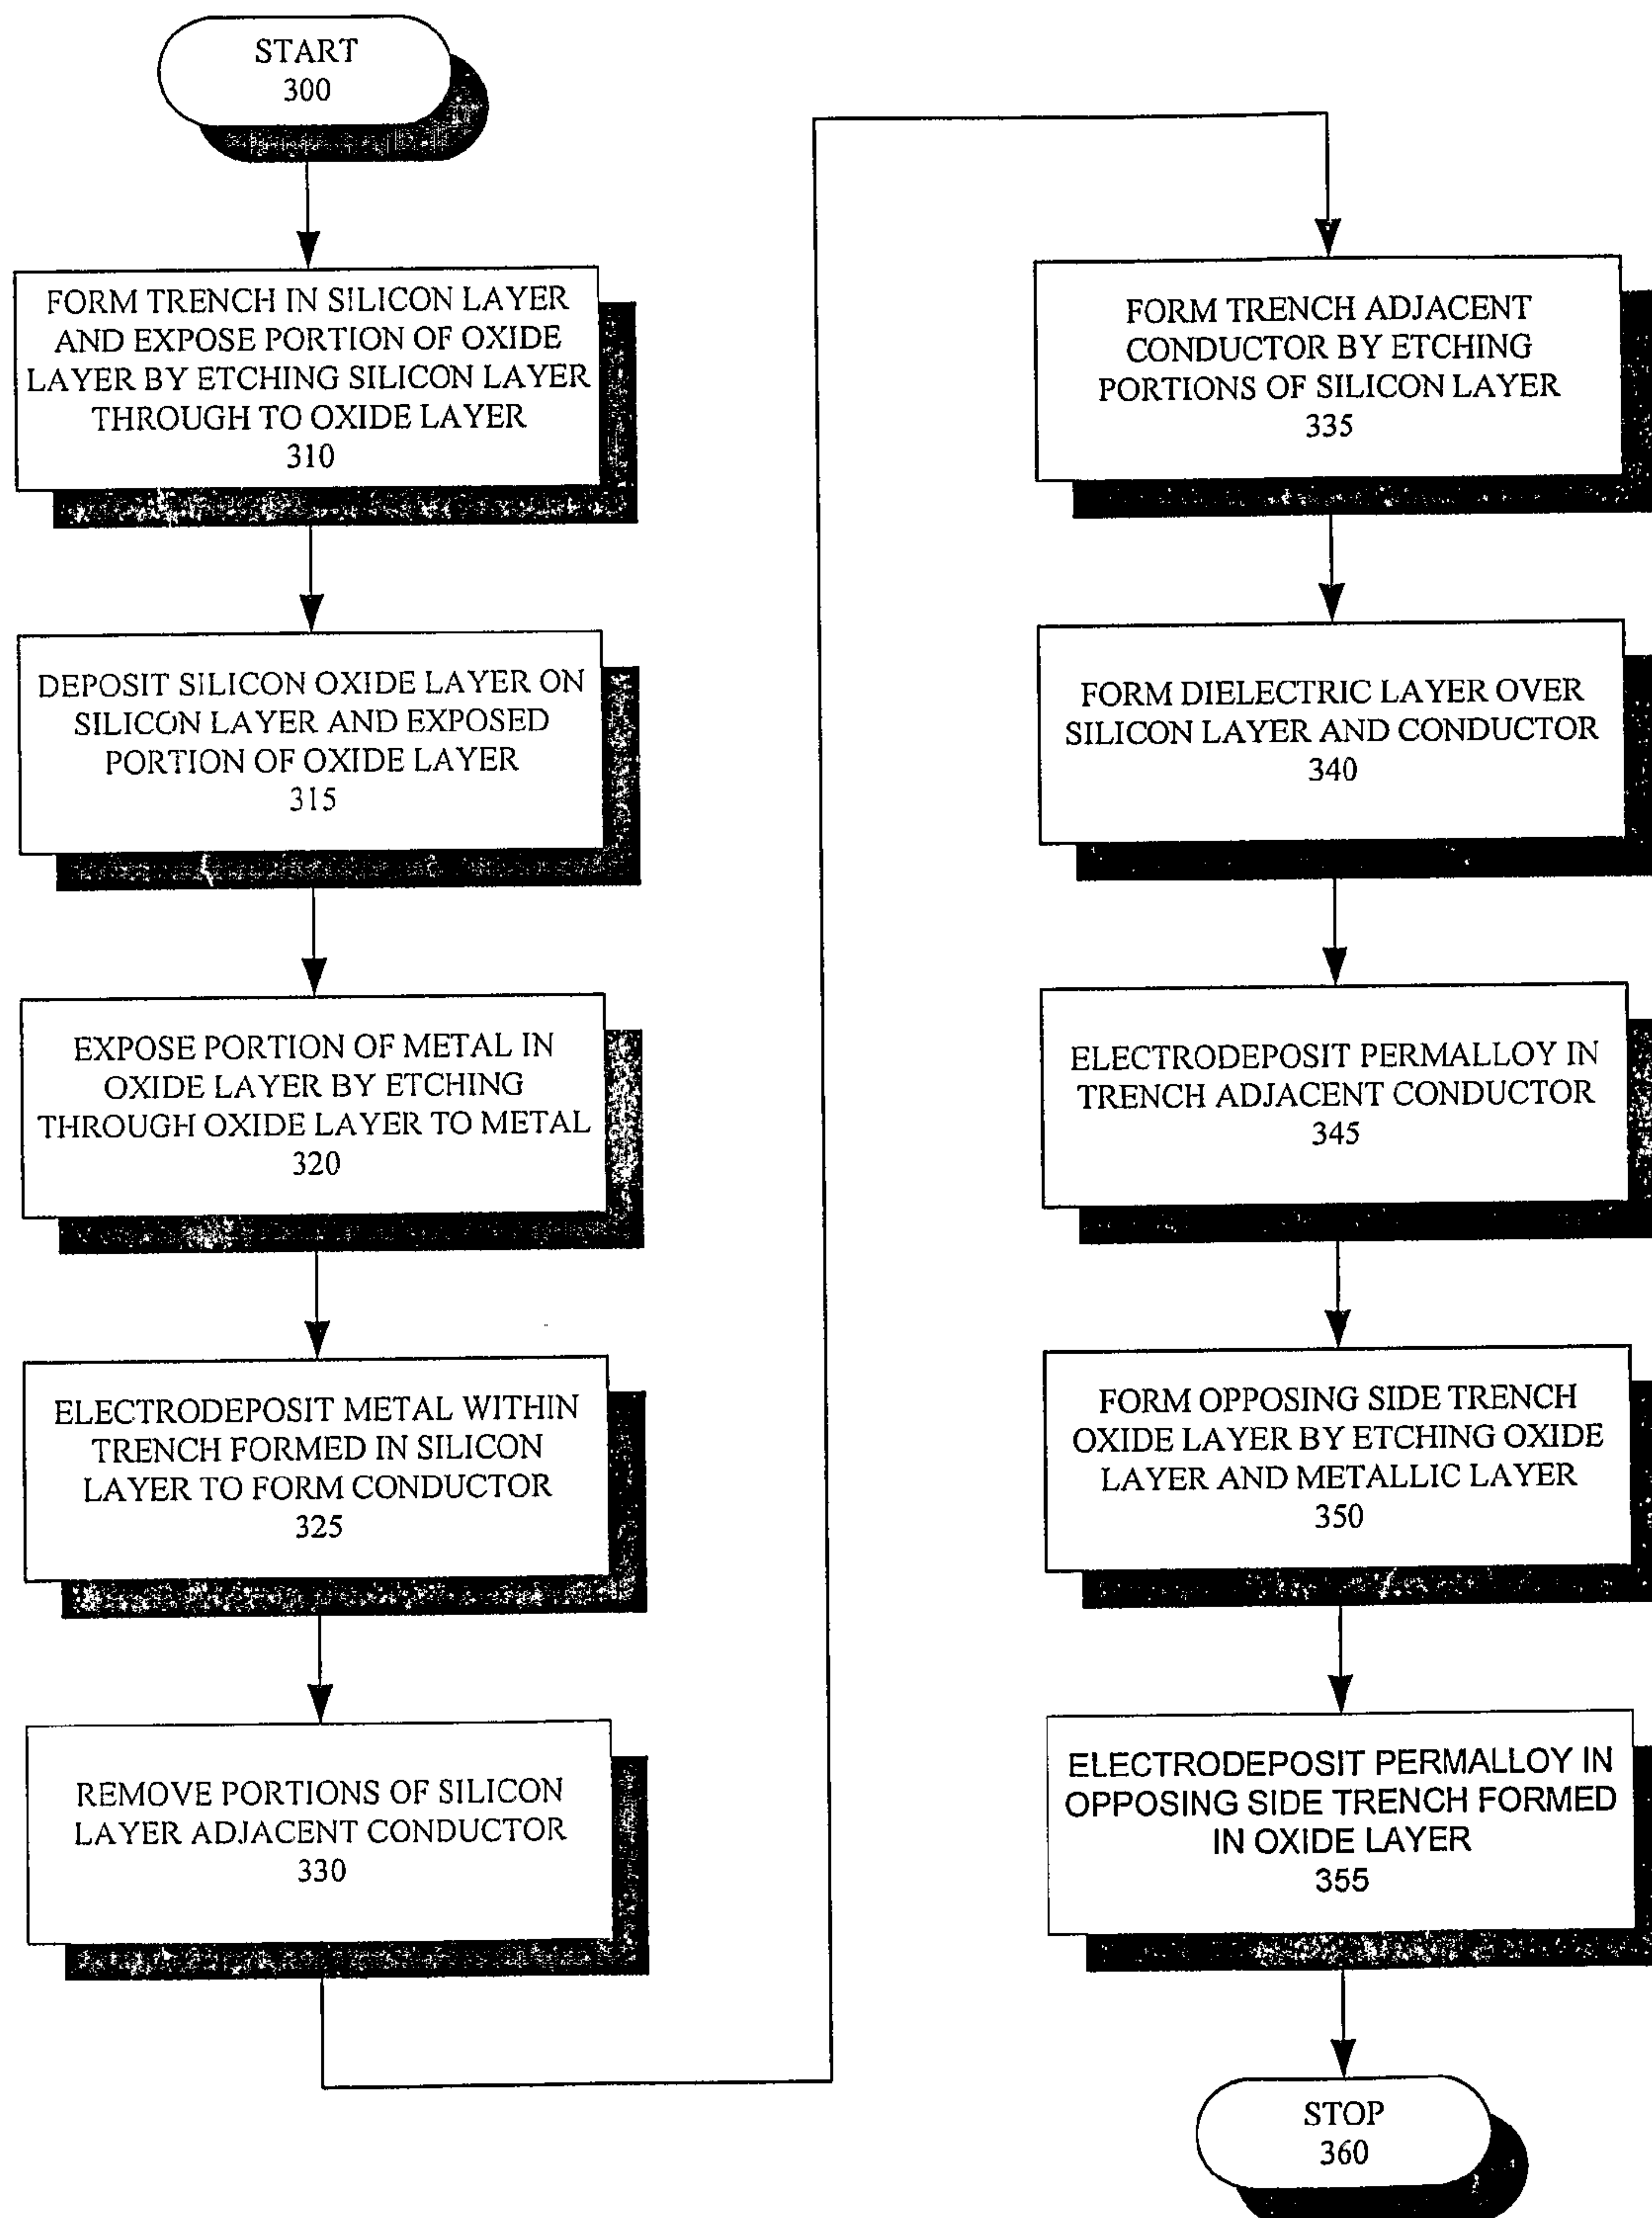 START
300
FORM TRENCH IN SILICON LAYER
AND EXPOSE PORTION OF OXIDE
LAYER BY ETCHING SILICON LAYER
THROUGH TO OXIDE LAYER
310
DEPOSIT SILICON OXIDE LAYER ON
SILICON LAYER AND EXPOSED
PORTION OF OXIDE LAYER
315
EXPOSE PORTION OF METAL IN
OXIDE LAYER BY ETCHING
THROUGH OXIDE LAYER TO METAL
320
ELECTRODEPOSIT METAL WITHIN
TRENCH FORMED IN SILICON
LAYER TO FORM CONDUCTOR
325
REMOVE PORTIONS OF SILICON
LAYER ADJACENT CONDUCTOR
330
FORM TRENCH ADJACENT
CONDUCTOR BY ETCHING
PORTIONS OF SILICON LAYER
335
FORM DIELECTRIC LAYER OVER
SILICON LAYER AND CONDUCTOR
340
ELECTRODEPOSIT PERMALLOY IN
TRENCH ADJACENT CONDUCTOR
345
FORM OPPOSING SIDE TRENCH
OXIDE LAYER BY ETCHING OXIDE
LAYER AND METALLIC LAYER
350
ELECTRODEPOSIT PERMALLOY IN
OPPOSING SIDE TRENCH FORMED
IN OXIDE LAYER
355
STOP
360